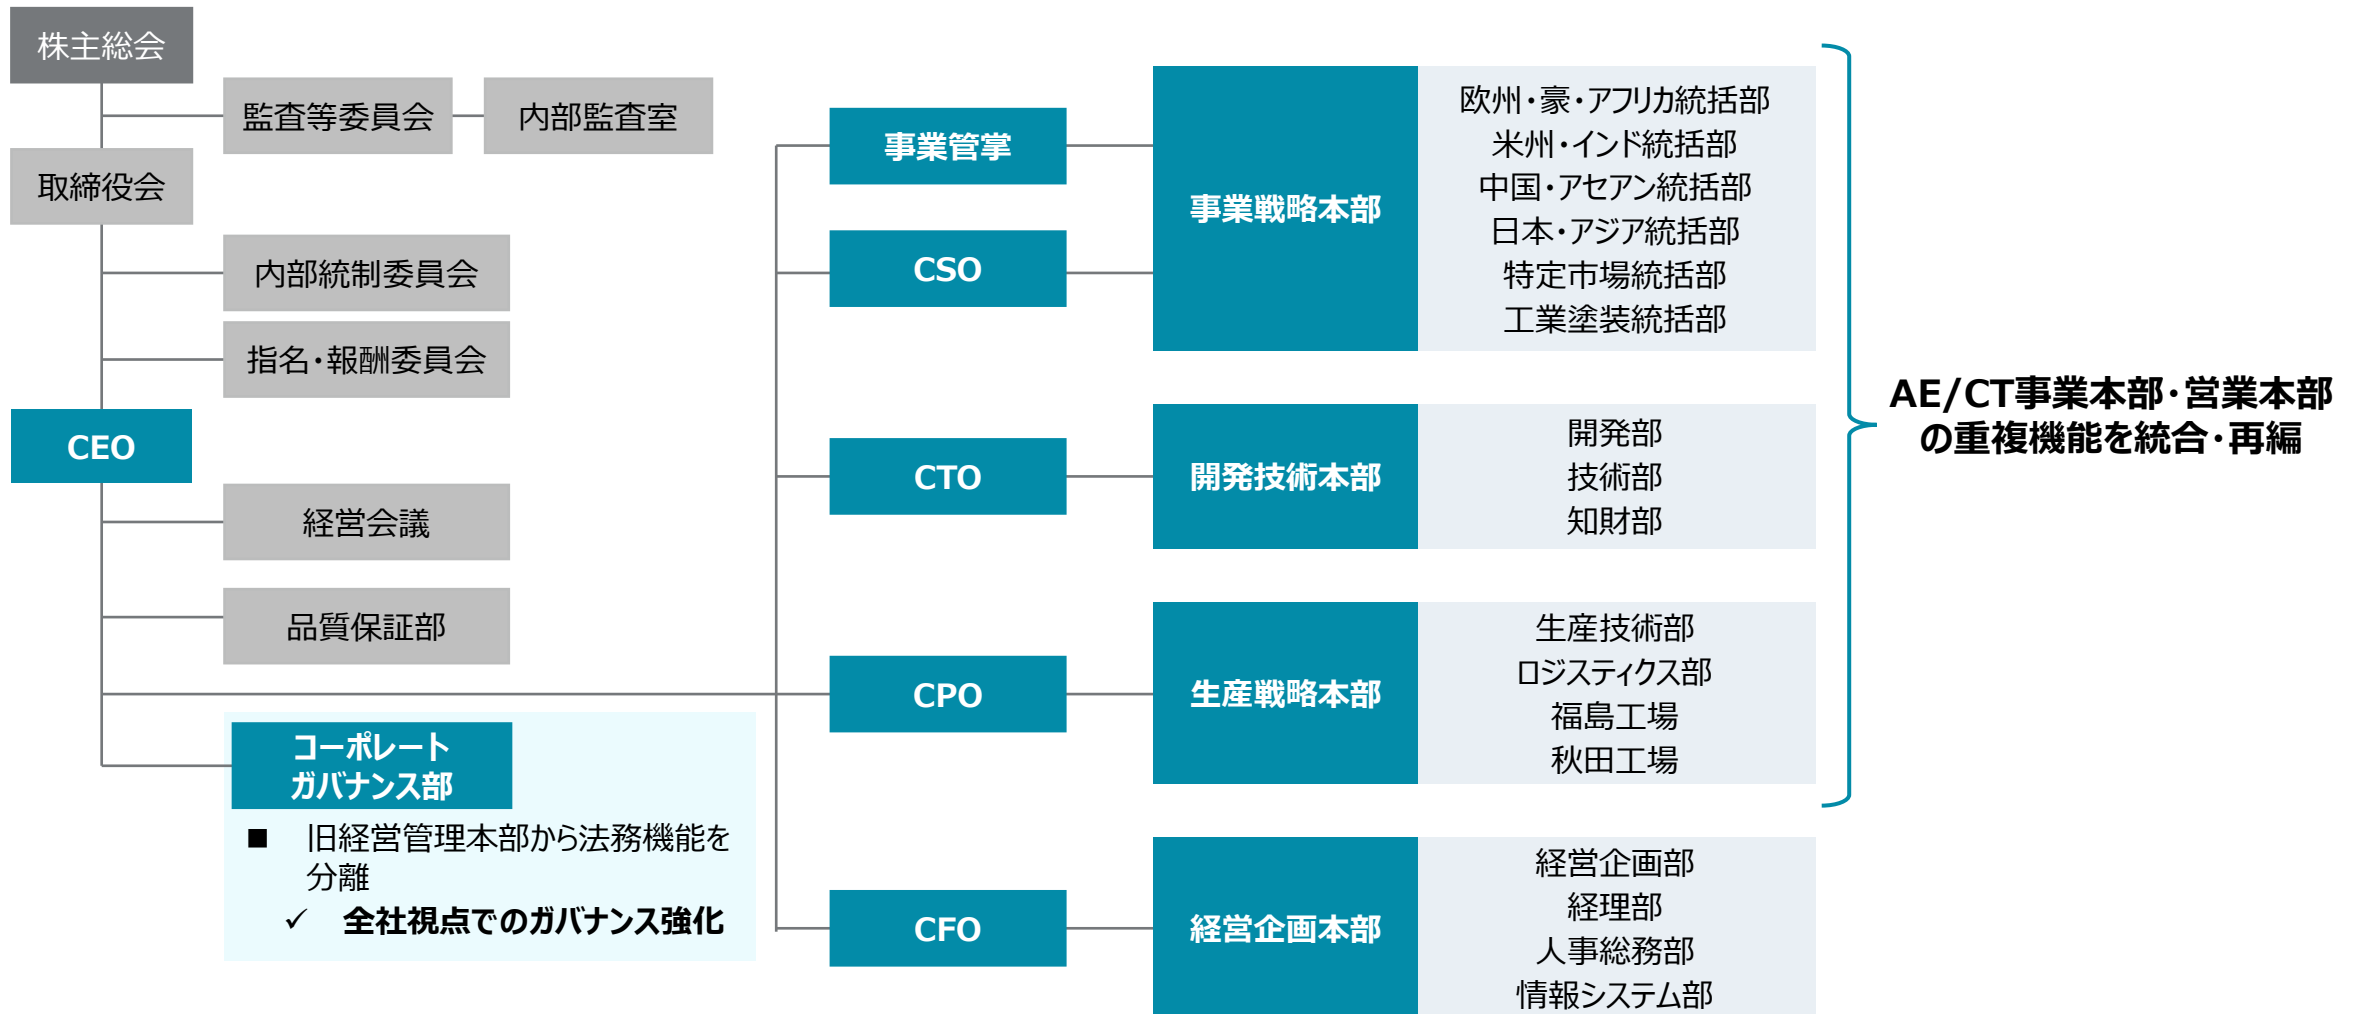 株主総会
監査等委員会
内部監査室
取締役会
内部統制委員会
指名・報酬委員会
CEO
経営会議
品質保証部
コーポレート
ガバナンス部
■ 旧経営管理本部から法務機能を
分離
✓ 全社視点でのガバナンス強化
事業管掌
CSO
事業戦略本部
欧州・豪・アフリカ統括部
米州・インド統括部
中国・アセアン統括部
日本・アジア統括部
特定市場統括部
工業塗装統括部
CTO
開発技術本部
開発部
技術部
知財部
CPO
生産戦略本部
生産技術部
ロジスティクス部
福島工場
秋田工場
CFO
経営企画本部
経営企画部
経理部
人事総務部
情報システム部
AE/CT事業本部・営業本部
の重複機能を統合・再編